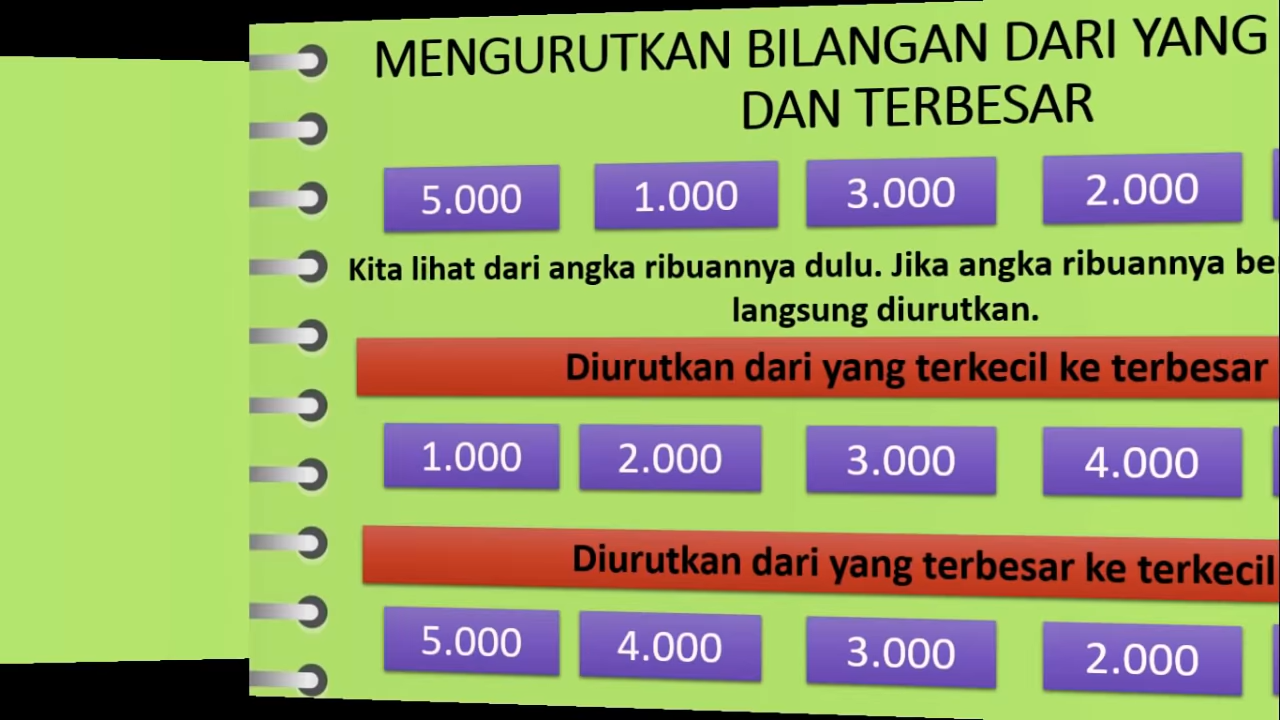 MENGURUTKAN BILANGAN DARI YANG
DAN TERBESAR
5.000 1.000 3.000 2.000
Kita lihat dari angka ribuannya dulu. Jika angka ribuannya be
langsung diurutkan.
Diurutkan dari yang terkecil ke terbesar
1.000 2.000 3.000 4.000
Diurutkan dari yang terbesar ke terkecil
5.000 4.000 3.000 2.000